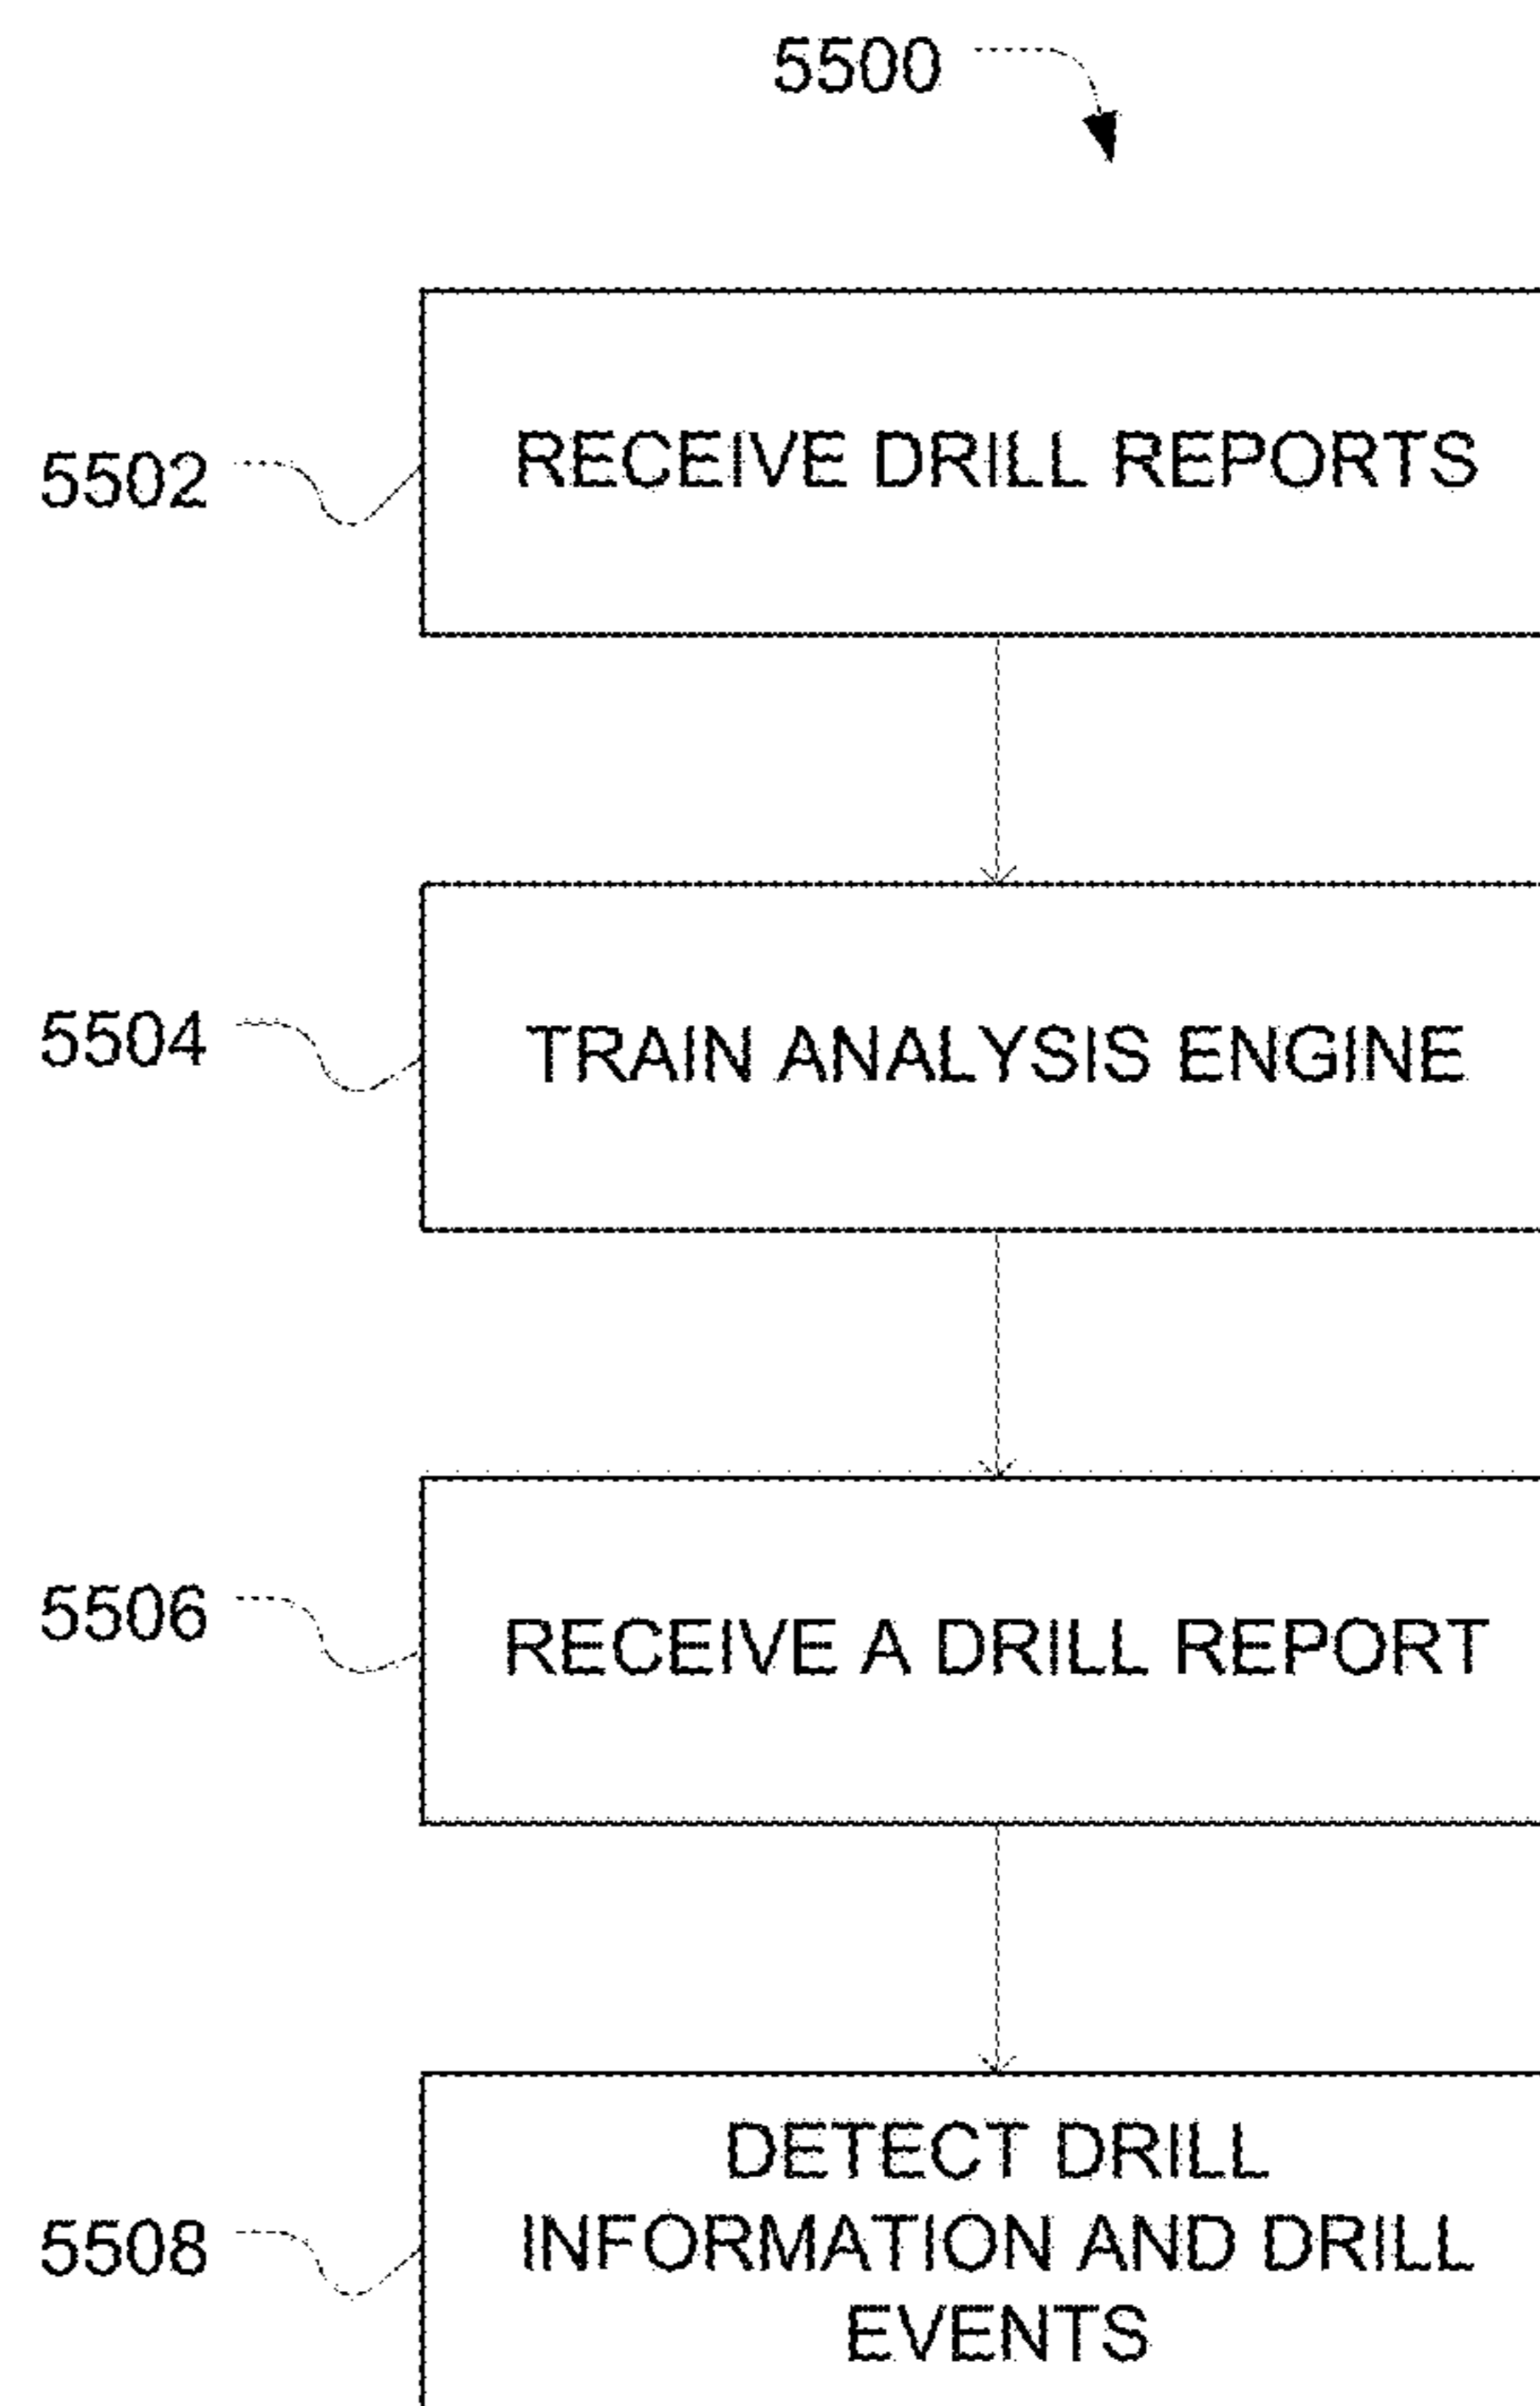 5500
5502
RECEIVE DRILL REPORTS
5504
TRAIN ANALYSIS ENGINE
5506
RECEIVE A DRILL REPORT
5508
DETECT DRILL
INFORMATION AND DRILL
EVENTS